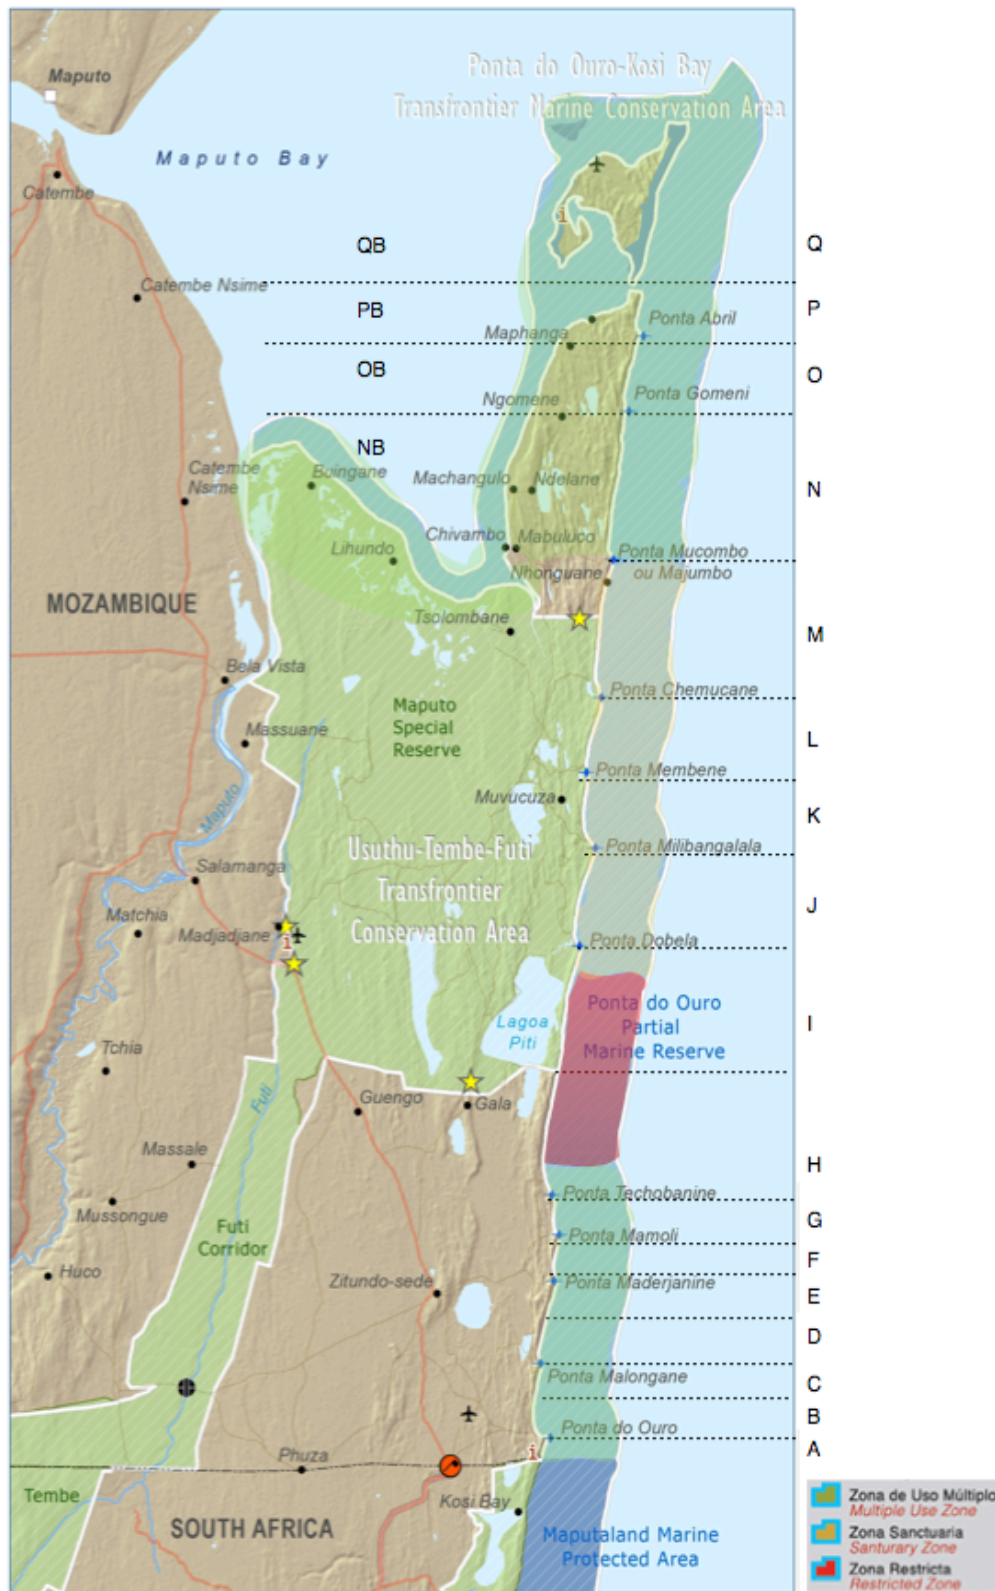 Ponta do Ouro-Kosi Bay
Transfrontier Marine Conservation Area
Maputo
Maputo Bay
Catembe
QB
Q
Catembe Nsime
PB
Ponta Abril
P
Maphanga
OB
O
Ngomene
Ponta Gomeni
NB
Catembe
Nsime
Buingane
Machangulo
Ndelane
N
Chivambo
Mabuluco
Lihundo
Ponta Mucombo
Nhonguane
ou Majumbo
MOZAMBIQUE
Tsolombane
M
Bela Vista
Ponta Chemucane
Maputo
Special
Reserve
Massuane
L
Ponta Membene
Muvucuza
Maputo
K
Usuthu-Tembe-Futi
Transfrontier
Conservation Area
Ponta Milibangalala
Salamanga
Matchia
J
Madjadjane
i
Ponta Dobela
Ponta do Ouro
Partial
Marine Reserve
Lagoa
Piti
I
Tchia
Futi
Guengo
Gala
Massale
H
Ponta Techobanine
Mussongue
G
Futi
Corridor
Ponta Mamoli
F
Huco
Zitundo-sede
Ponta Maderjanine
E
D
Ponta Malongane
C
B
Ponta do Ouro
A
i
Phuza
Tembe
Kosi Bay
SOUTH AFRICA
Maputaland Marine
Protected Area
Zona de Uso Múltiplo
Multiple Use Zone
Zona Sanctuaria
Santurary Zone
Zona Restricta
Restricted Zone
i